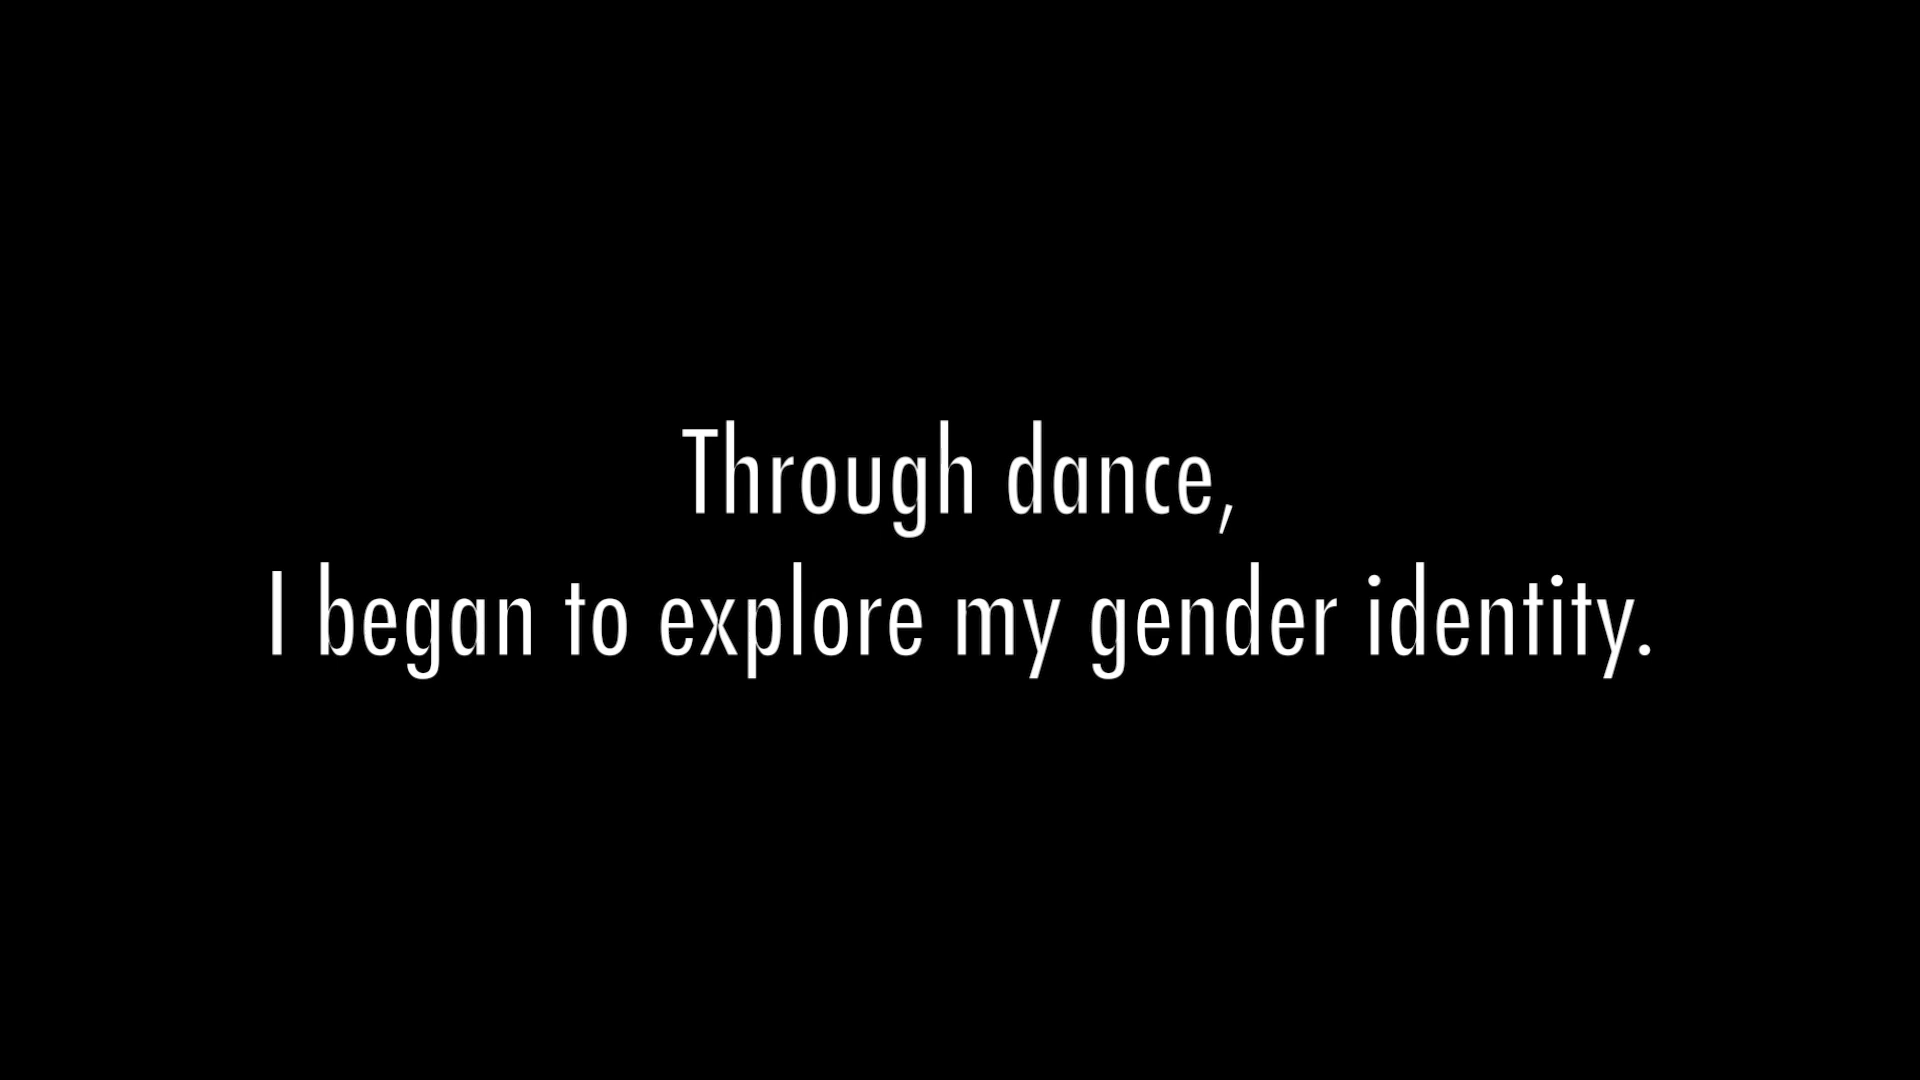 Through dance,
I began to explore my gender identity.